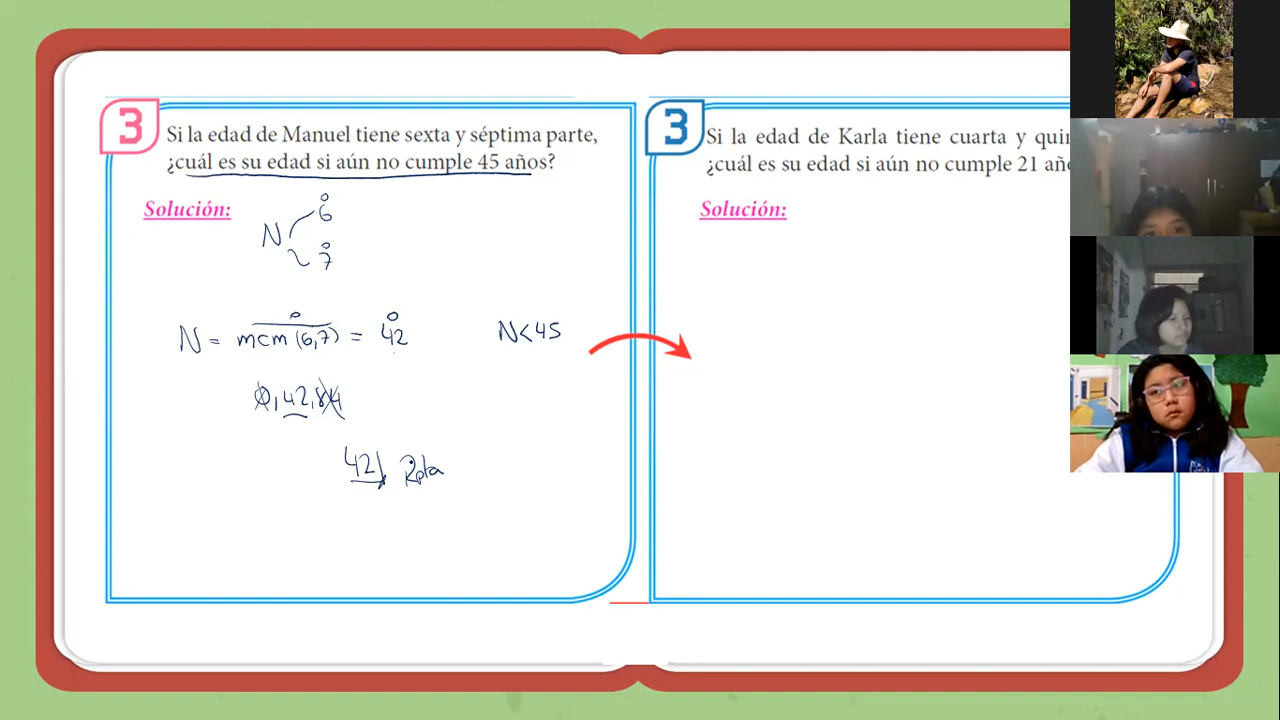 3
Si la edad de Manuel tiene sexta y séptima parte,
¿cuál es su edad si aún no cumple 45 años?
Solución:
N
6̊
7̊
N = mcm (6,7) = 42̊
N<45
0, 42, 84
42 Rpta
3
Si la edad de Karla tiene cuarta y qui
¿cuál es su edad si aún no cumple 21 añ
Solución: